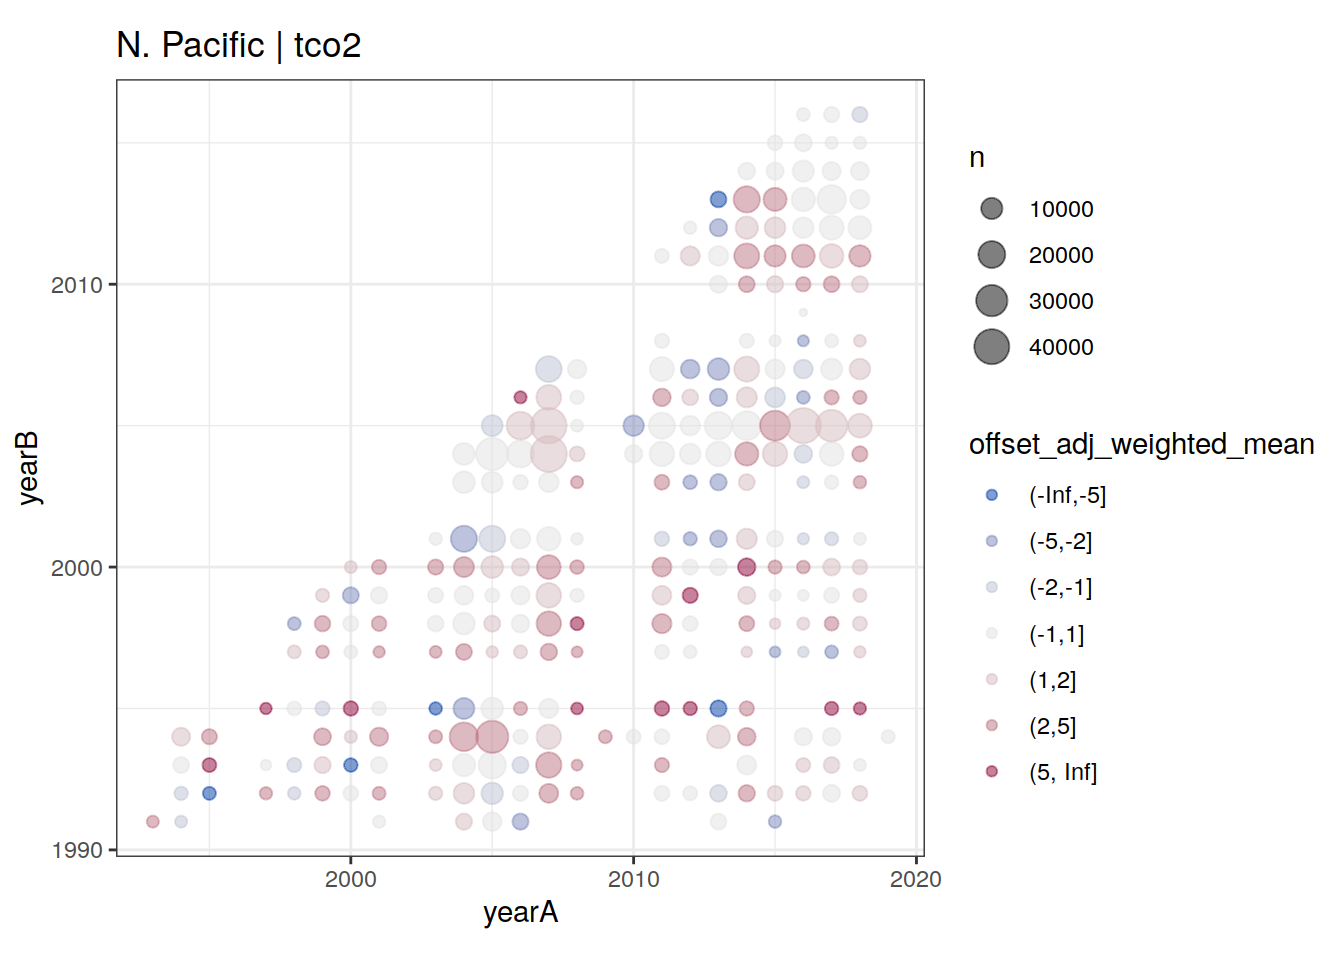 N. Pacific | tco2
yearB
2010
2000
1990
2000
2010
2020
yearA
n
10000
20000
30000
40000
offset_adj_weighted_mean
(-Inf,-5]
(-5,-2]
(-2,-1]
(-1,1]
(1,2]
(2,5]
(5, Inf]